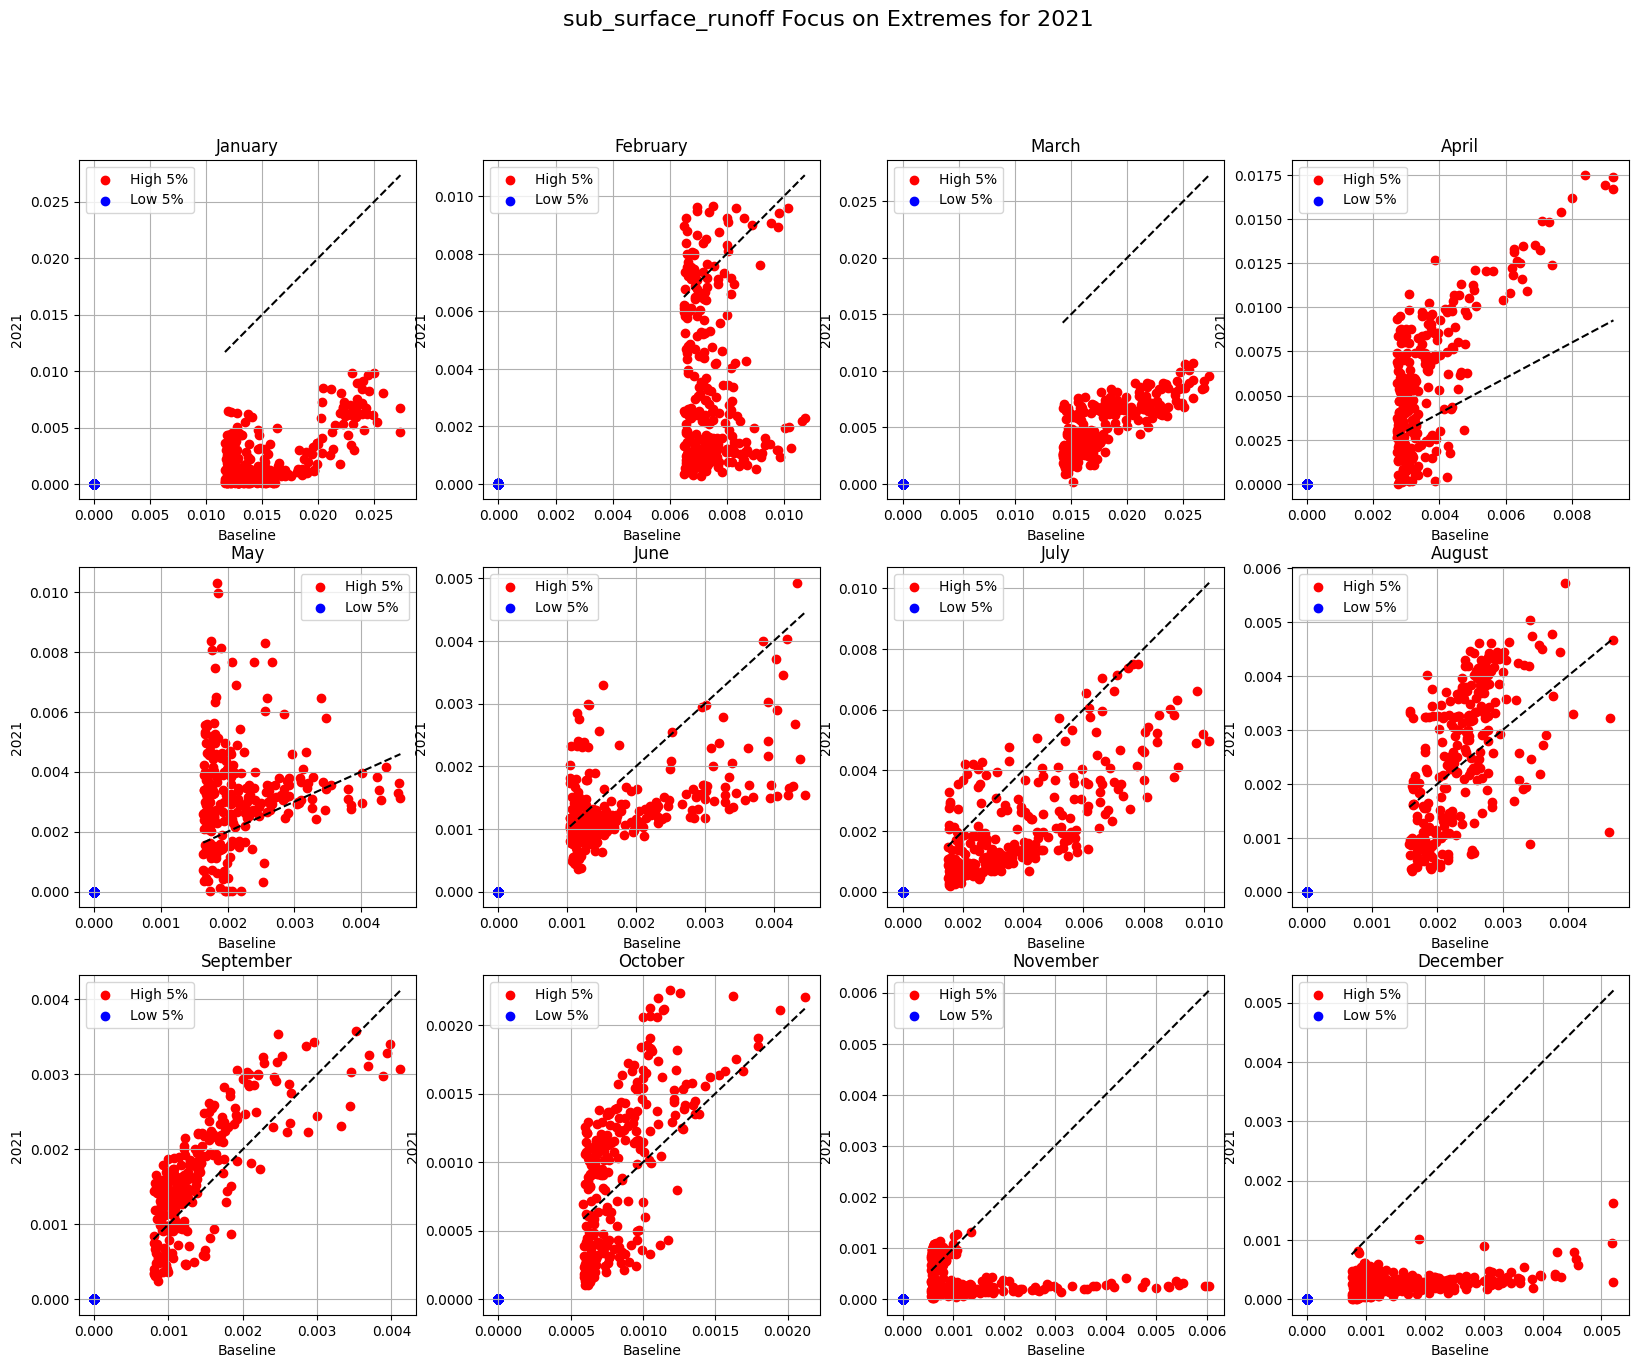 sub_surface_runoff Focus on Extremes for 2021
January
High 5%
Low 5%
0.025
0.020
0.015
0.010
0.005
0.000
2021
0.000 0.005 0.010 0.015 0.020 0.025
Baseline
February
High 5%
Low 5%
0.010
0.008
0.006
0.004
0.002
0.000
2021
0.000 0.002 0.004 0.006 0.008 0.010
Baseline
March
High 5%
Low 5%
0.025
0.020
0.015
0.010
0.005
0.000
2021
0.000 0.005 0.010 0.015 0.020 0.025
Baseline
April
High 5%
Low 5%
0.0175
0.0150
0.0125
0.0100
0.0075
0.0050
0.0025
0.0000
2021
0.000 0.002 0.004 0.006 0.008
Baseline
May
High 5%
Low 5%
0.010
0.008
0.006
0.004
0.002
0.000
2021
0.000 0.001 0.002 0.003 0.004
Baseline
June
High 5%
Low 5%
0.005
0.004
0.003
0.002
0.001
0.000
2021
0.000 0.001 0.002 0.003 0.004
Baseline
July
High 5%
Low 5%
0.010
0.008
0.006
0.004
0.002
0.000
2021
0.000 0.002 0.004 0.006 0.008 0.010
Baseline
August
High 5%
Low 5%
0.006
0.005
0.004
0.003
0.002
0.001
0.000
2021
0.000 0.001 0.002 0.003 0.004
Baseline
September
High 5%
Low 5%
0.004
0.003
0.002
0.001
0.000
2021
0.000 0.001 0.002 0.003 0.004
Baseline
October
High 5%
Low 5%
0.0020
0.0015
0.0010
0.0005
0.0000
2021
0.0000 0.0005 0.0010 0.0015 0.0020
Baseline
November
High 5%
Low 5%
0.006
0.005
0.004
0.003
0.002
0.001
0.000
2021
0.000 0.001 0.002 0.003 0.004 0.005 0.006
Baseline
December
High 5%
Low 5%
0.005
0.004
0.003
0.002
0.001
0.000
2021
0.000 0.001 0.002 0.003 0.004 0.005
Baseline